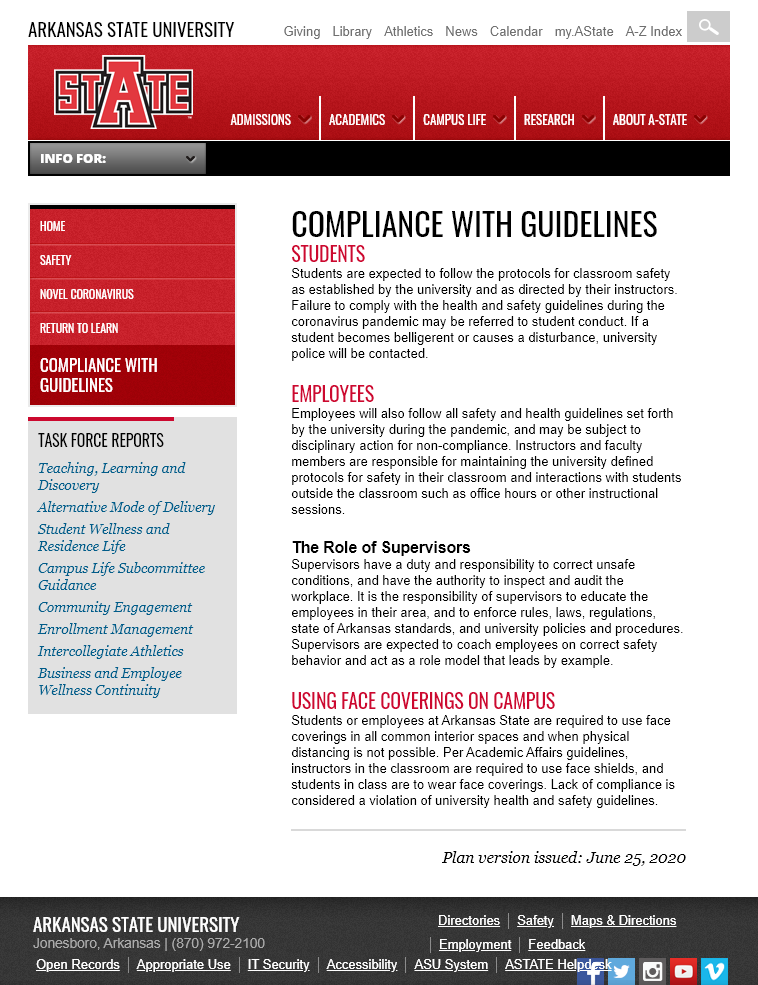 ARKANSAS STATE UNIVERSITY
Giving Library Athletics News Calendar my.AState A-Z Index
STATE
ADMISSIONS ACADEMICS CAMPUS LIFE RESEARCH ABOUT A-STATE
INFO FOR:
HOME
SAFETY
NOVEL CORONAVIRUS
RETURN TO LEARN
COMPLIANCE WITH
GUIDELINES
TASK FORCE REPORTS
Teaching, Learning and
Discovery
Alternative Mode of Delivery
Student Wellness and
Residence Life
Campus Life Subcommittee
Guidance
Community Engagement
Enrollment Management
Intercollegiate Athletics
Business and Employee
Wellness Continuity
COMPLIANCE WITH GUIDELINES
STUDENTS
Students are expected to follow the protocols for classroom safety
as established by the university and as directed by their instructors.
Failure to comply with the health and safety guidelines during the
coronavirus pandemic may be referred to student conduct. If a
student becomes belligerent or causes a disturbance, university
police will be contacted.
EMPLOYEES
Employees will also follow all safety and health guidelines set forth
by the university during the pandemic, and may be subject to
disciplinary action for non-compliance. Instructors and faculty
members are responsible for maintaining the university defined
protocols for safety in their classroom and interactions with students
outside the classroom such as office hours or other instructional
sessions.
The Role of Supervisors
Supervisors have a duty and responsibility to correct unsafe
conditions, and have the authority to inspect and audit the
workplace. It is the responsibility of supervisors to educate the
employees in their area, and to enforce rules, laws, regulations,
state of Arkansas standards, and university policies and procedures.
Supervisors are expected to coach employees on correct safety
behavior and act as a role model that leads by example.
USING FACE COVERINGS ON CAMPUS
Students or employees at Arkansas State are required to use face
coverings in all common interior spaces and when physical
distancing is not possible. Per Academic Affairs guidelines,
instructors in the classroom are required to use face shields, and
students in class are to wear face coverings. Lack of compliance is
considered a violation of university health and safety guidelines.
Plan version issued: June 25, 2020
ARKANSAS STATE UNIVERSITY
Jonesboro, Arkansas | (870) 972-2100
Directories | Safety | Maps & Directions
| Employment | Feedback
Open Records | Appropriate Use | IT Security | Accessibility | ASU System | ASTATE Helpdesk